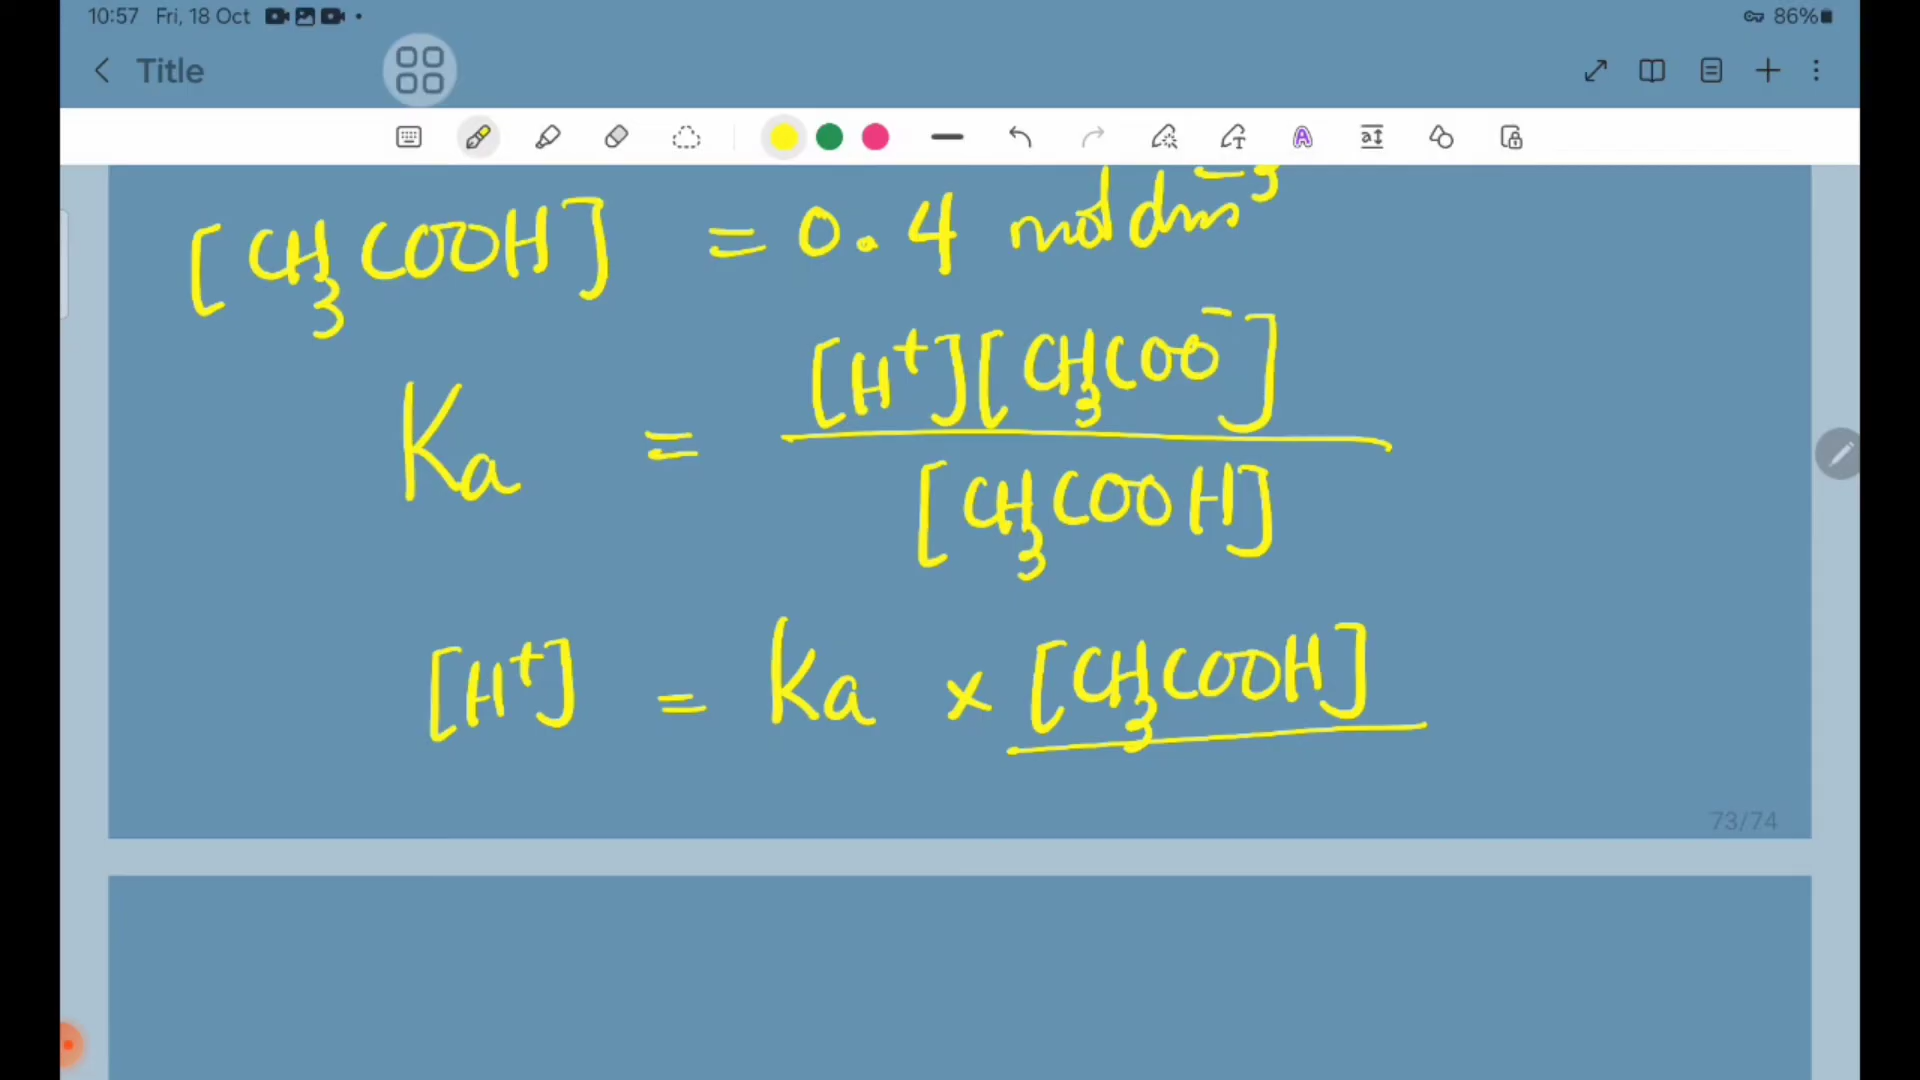 10:57 Fri, 18 Oct 86%
Title
[CH₃COOH] = 0.4 mol dm⁻³
Ka = [H⁺][CH₃COO⁻]
[CH₃COOH]
[H⁺] = Ka × [CH₃COOH]
73/74